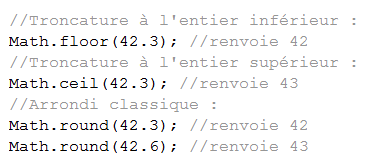 //Troncature à l'entier inférieur :
Math.floor(42.3); //renvoie 42
//Troncature à l'entier supérieur :
Math.ceil(42.3); //renvoie 43
//Arrondi classique :
Math.round(42.3); //renvoie 42
Math.round(42.6); //renvoie 43